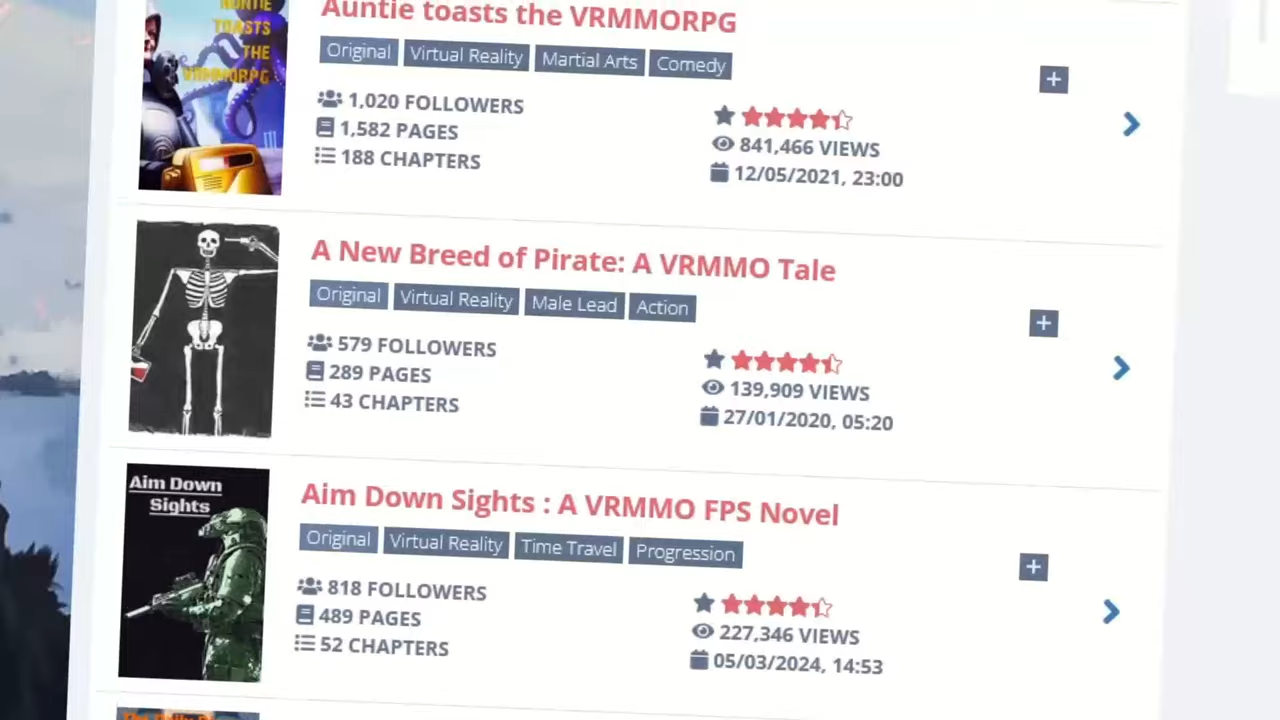 AUNTIE
TOASTS
THE
VRMMORPG
Auntie toasts the VRMMORPG
Original Virtual Reality Martial Arts Comedy
1,020 FOLLOWERS
1,582 PAGES
188 CHAPTERS
841,466 VIEWS
12/05/2021, 23:00
A New Breed of Pirate: A VRMMO Tale
Original Virtual Reality Male Lead Action
579 FOLLOWERS
289 PAGES
43 CHAPTERS
139,909 VIEWS
27/01/2020, 05:20
Aim Down
Sights
Aim Down Sights : A VRMMO FPS Novel
Original Virtual Reality Time Travel Progression
818 FOLLOWERS
489 PAGES
52 CHAPTERS
227,346 VIEWS
05/03/2024, 14:53